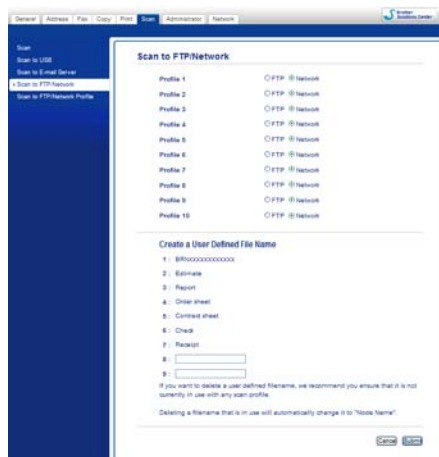 General Address Fax Copy Print Scan Administrator Network
Brother
Solutions Center
Scan
Scan to USB
Scan to E-mail Server
Scan to FTP/Network
Scan to FTP/Network Profile
Scan to FTP/Network
Profile 1 FTP Network
Profile 2 FTP Network
Profile 3 FTP Network
Profile 4 FTP Network
Profile 5 FTP Network
Profile 6 FTP Network
Profile 7 FTP Network
Profile 8 FTP Network
Profile 9 FTP Network
Profile 10 FTP Network
Create a User Defined File Name
1 : BRNXXXXXXXXXXXX
2 : Estimate
3 : Report
4 : Order sheet
5 : Contract sheet
6 : Check
7 : Receipt
8 :
9 :
If you want to delete a user defined filename, we recommend you ensure that it is not
currently in use with any scan profile.
Deleting a filename that is in use will automatically change it to "Node Name".
Cancel Submit